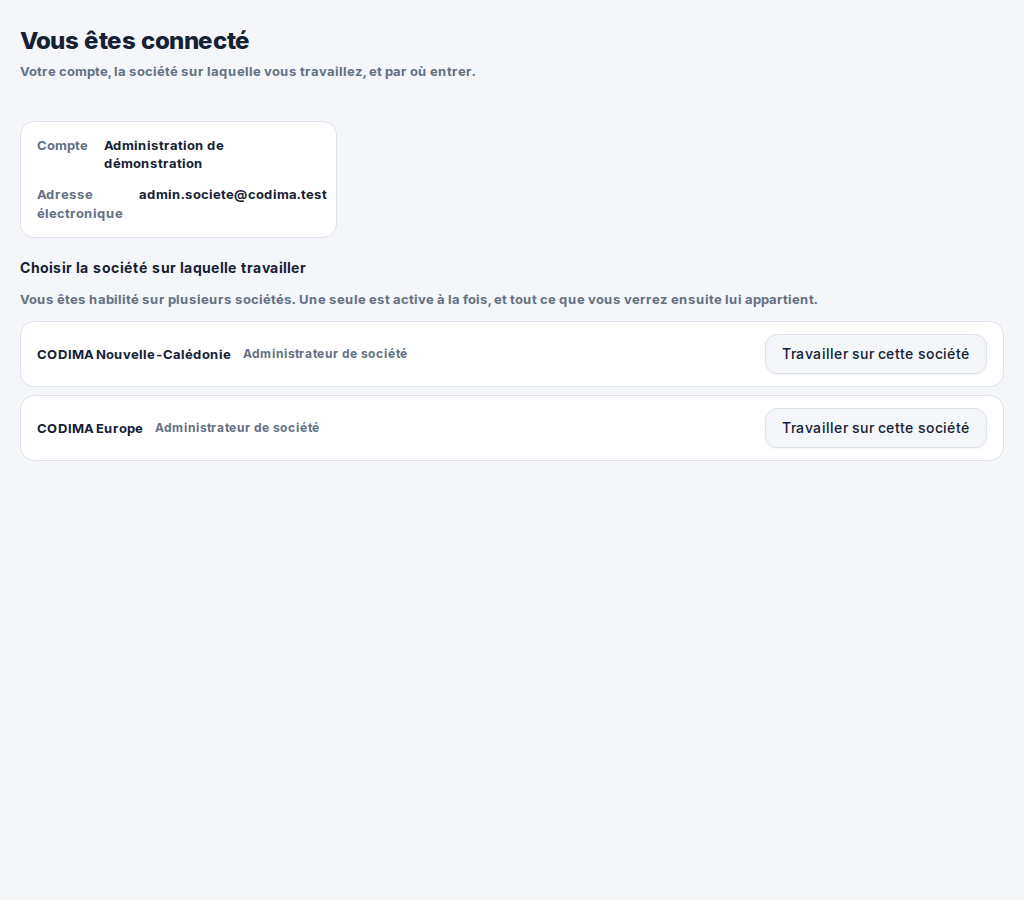 Vous êtes connecté
Votre compte, la société sur laquelle vous travaillez, et par où entrer.
Compte Administration de
démonstration
Adresse admin.societe@codima.test
électronique
Choisir la société sur laquelle travailler
Vous êtes habilité sur plusieurs sociétés. Une seule est active à la fois, et tout ce que vous verrez ensuite lui appartient.
CODIMA Nouvelle-Calédonie Administrateur de société Travailler sur cette société
CODIMA Europe Administrateur de société Travailler sur cette société